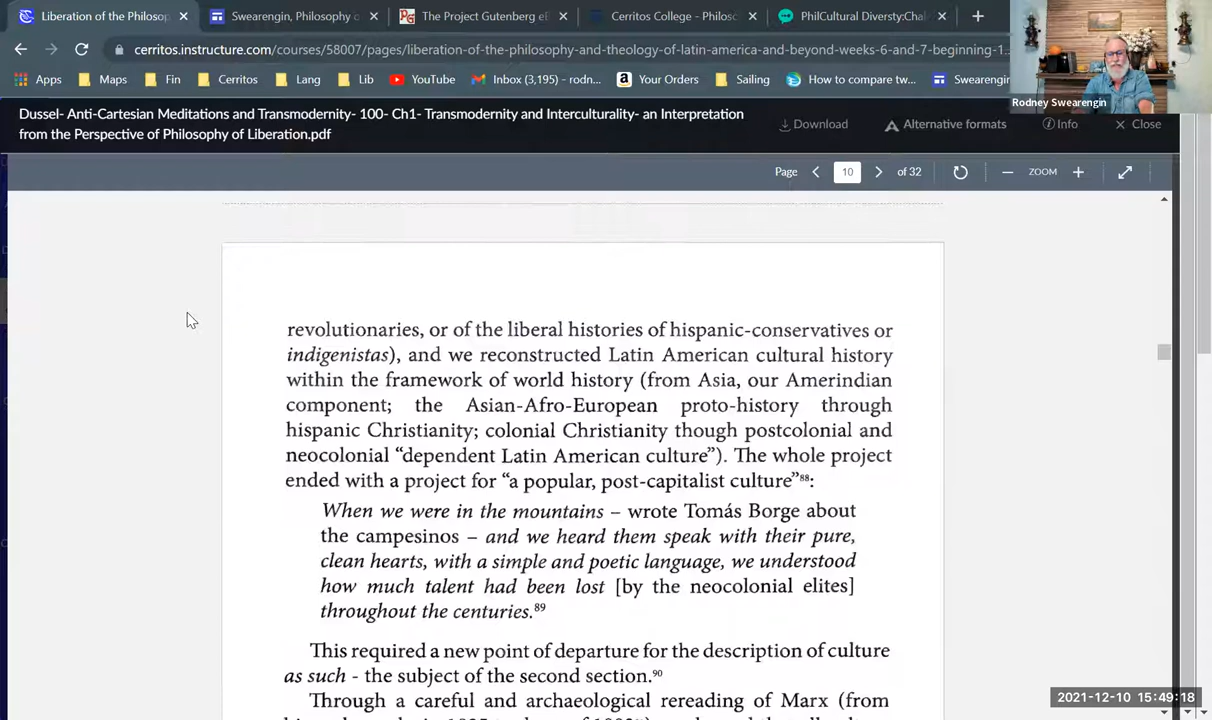 Liberation of the Philosop
Swearengin, Philosophy o
The Project Gutenberg eB
Cerritos College - Philosc
PhilCultural Diversty:Chal
cerritos.instructure.com/courses/58007/pages/liberation-of-the-philosophy-and-theology-of-latin-america-and-beyond-weeks-6-and-7-beginning-1...
Apps
Maps
Fin
Cerritos
Lang
Lib
YouTube
Inbox (3,195) - rodn...
Your Orders
Sailing
How to compare tw...
Swearengin
Rodney Swearengin
Dussel- Anti-Cartesian Meditations and Transmodernity- 100- Ch1- Transmodernity and Interculturality- an Interpretation
from the Perspective of Philosophy of Liberation.pdf
Download
Alternative formats
Info
Close
Page
10
of 32
ZOOM
revolutionaries, or of the liberal histories of hispanic-conservatives or
indigenistas), and we reconstructed Latin American cultural history
within the framework of world history (from Asia, our Amerindian
component; the Asian-Afro-European proto-history through
hispanic Christianity; colonial Christianity though postcolonial and
neocolonial “dependent Latin American culture”). The whole project
ended with a project for “a popular, post-capitalist culture”88:
When we were in the mountains – wrote Tomás Borge about
the campesinos – and we heard them speak with their pure,
clean hearts, with a simple and poetic language, we understood
how much talent had been lost [by the neocolonial elites]
throughout the centuries.89
This required a new point of departure for the description of culture
as such - the subject of the second section.90
Through a careful and archaeological rereading of Marx (from
2021-12-10 15:49:18